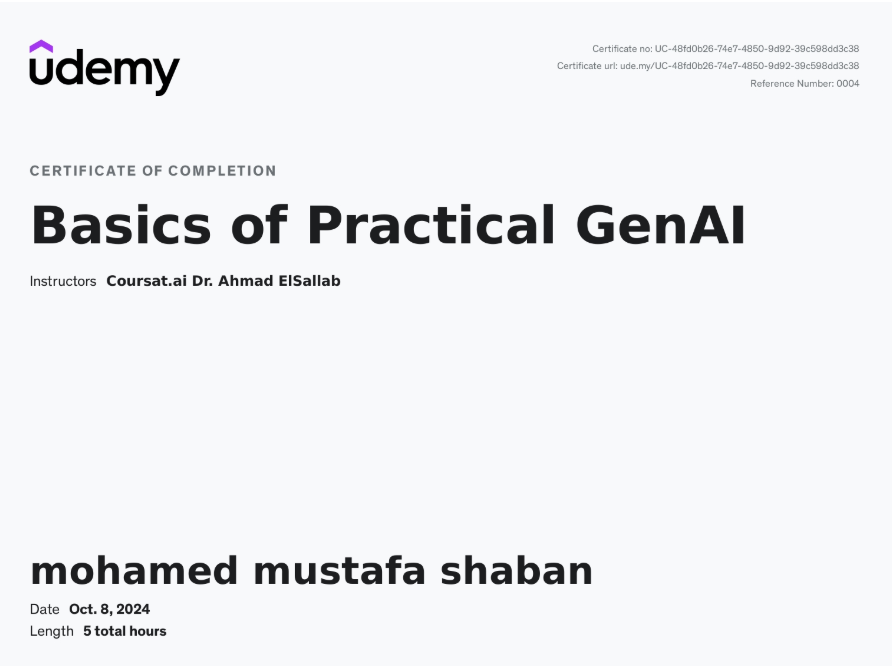 udemy
Certificate no: UC-48fd0b26-74e7-4850-9d92-39c598dd3c38
Certificate url: ude.my/UC-48fd0b26-74e7-4850-9d92-39c598dd3c38
Reference Number: 0004
CERTIFICATE OF COMPLETION
Basics of Practical GenAI
Instructors Coursat.ai Dr. Ahmad ElSallab
mohamed mustafa shaban
Date Oct. 8, 2024
Length 5 total hours